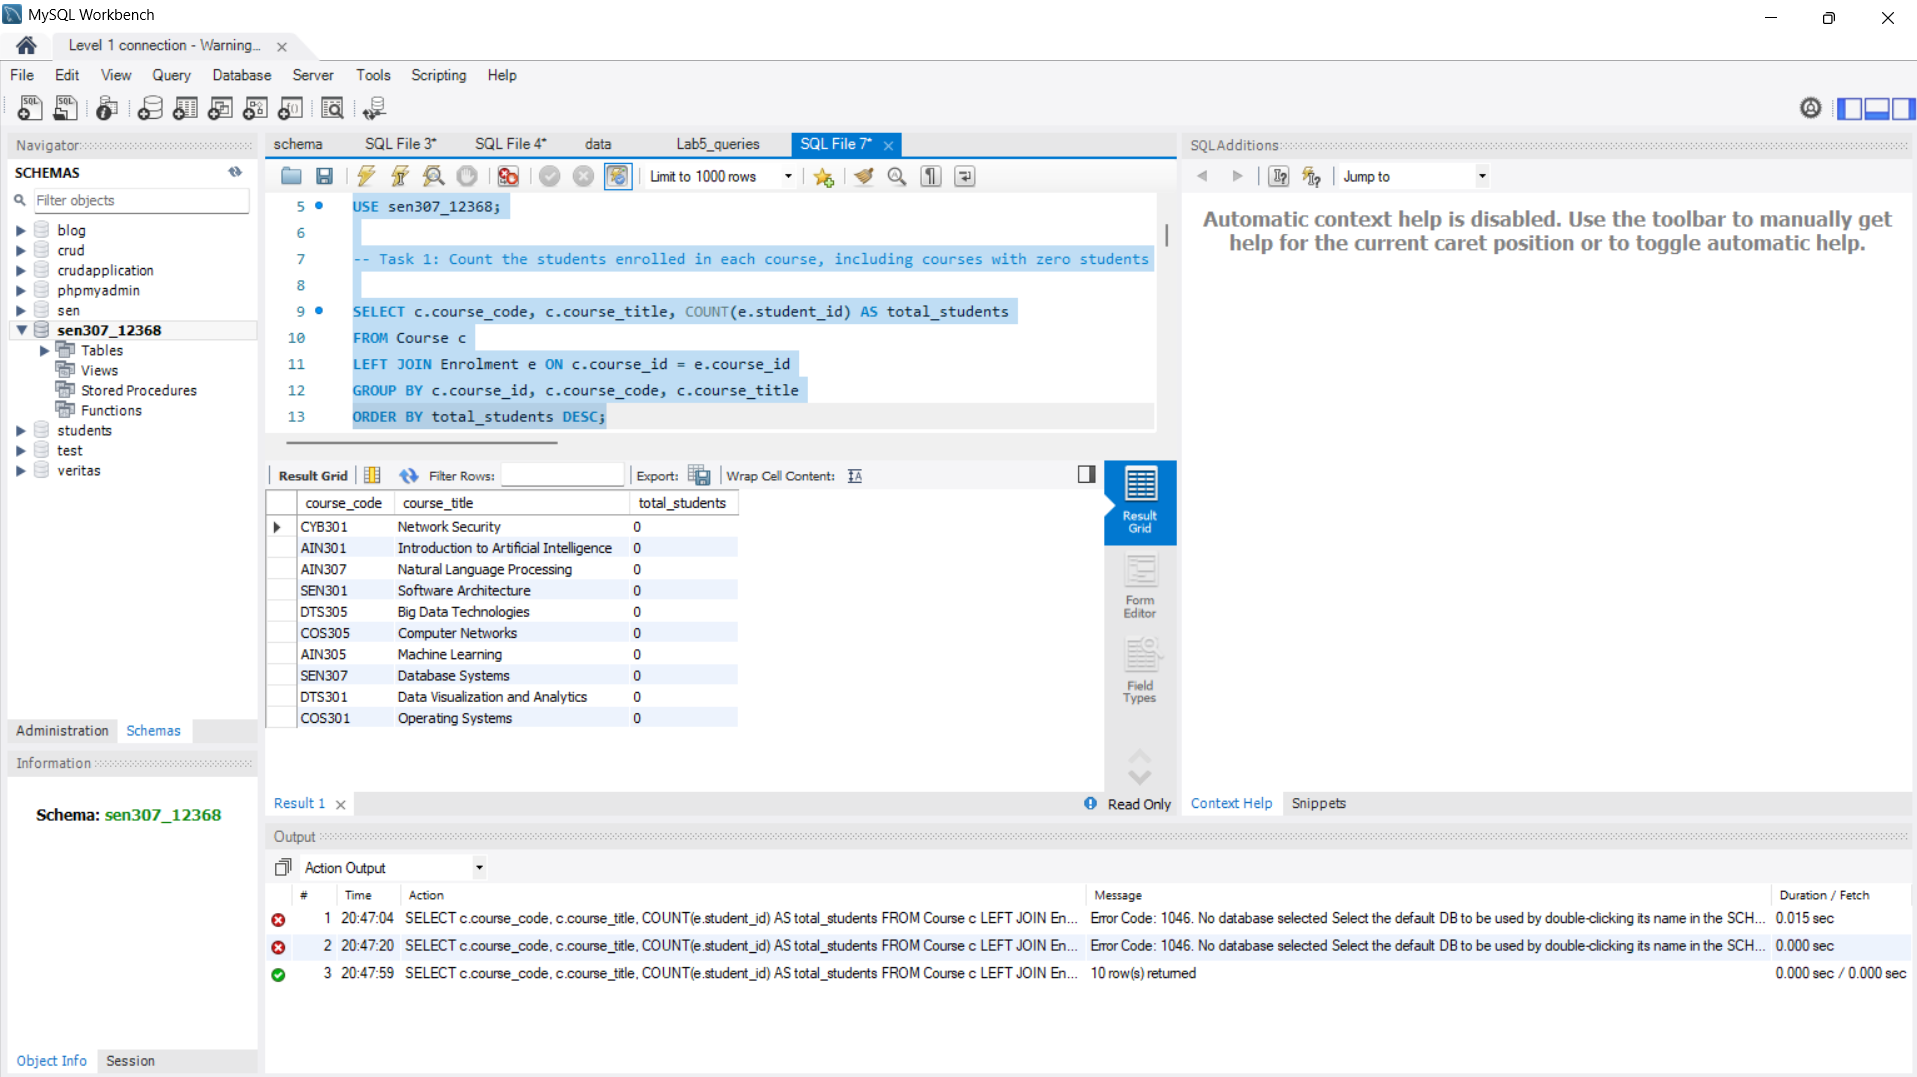 MySQL Workbench
Level 1 connection - Warning...
File Edit View Query Database Server Tools Scripting Help
Navigator
SCHEMAS
Filter objects
blog
crud
crudapplication
phpmyadmin
sen
sen307_12368
Tables
Views
Stored Procedures
Functions
students
test
veritas
Administration Schemas
Information
Schema: sen307_12368
Object Info Session
schema SQL File 3* SQL File 4* data Lab5_queries SQL File 7*
Limit to 1000 rows
5 USE sen307_12368;
6
7 -- Task 1: Count the students enrolled in each course, including courses with zero students
8
9 SELECT c.course_code, c.course_title, COUNT(e.student_id) AS total_students
10 FROM Course c
11 LEFT JOIN Enrolment e ON c.course_id = e.course_id
12 GROUP BY c.course_id, c.course_code, c.course_title
13 ORDER BY total_students DESC;
Result Grid Filter Rows: Export: Wrap Cell Content:
course_code course_title total_students
CYB301 Network Security 0
AIN301 Introduction to Artificial Intelligence 0
AIN307 Natural Language Processing 0
SEN301 Software Architecture 0
DTS305 Big Data Technologies 0
COS305 Computer Networks 0
AIN305 Machine Learning 0
SEN307 Database Systems 0
DTS301 Data Visualization and Analytics 0
COS301 Operating Systems 0
Result
Grid
Form
Editor
Field
Types
Result 1
Read Only
SQLAdditions
Jump to
Automatic context help is disabled. Use the toolbar to manually get
help for the current caret position or to toggle automatic help.
Context Help Snippets
Output
Action Output
# Time Action Message Duration / Fetch
1 20:47:04 SELECT c.course_code, c.course_title, COUNT(e.student_id) AS total_students FROM Course c LEFT JOIN En... Error Code: 1046. No database selected Select the default DB to be used by double-clicking its name in the SCH... 0.015 sec
2 20:47:20 SELECT c.course_code, c.course_title, COUNT(e.student_id) AS total_students FROM Course c LEFT JOIN En... Error Code: 1046. No database selected Select the default DB to be used by double-clicking its name in the SCH... 0.000 sec
3 20:47:59 SELECT c.course_code, c.course_title, COUNT(e.student_id) AS total_students FROM Course c LEFT JOIN En... 10 row(s) returned 0.000 sec / 0.000 sec